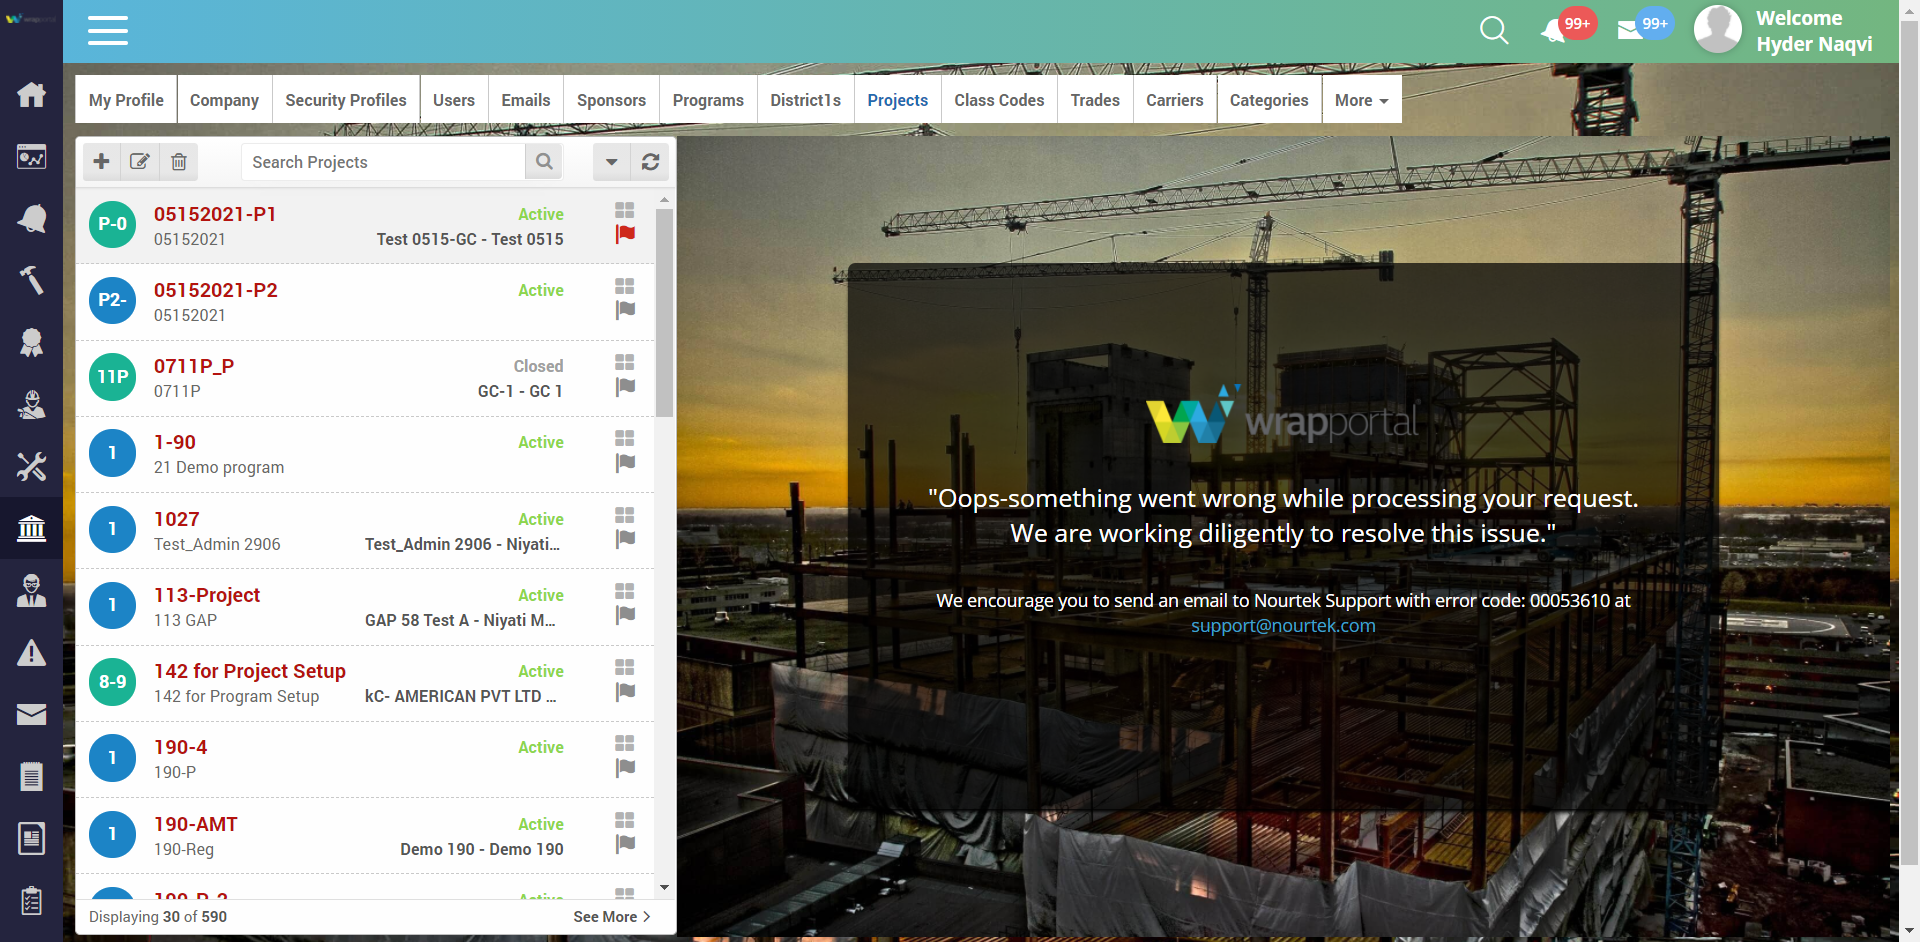 wrapportal
99+
99+
Welcome
Hyder Naqvi
My Profile
Company
Security Profiles
Users
Emails
Sponsors
Programs
District1s
Projects
Class Codes
Trades
Carriers
Categories
More
Search Projects
P-0
05152021-P1
Active
05152021
Test 0515-GC - Test 0515
P2-
05152021-P2
Active
05152021
11P
0711P_P
Closed
0711P
GC-1 - GC 1
1
1-90
Active
21 Demo program
1
1027
Active
Test_Admin 2906
Test_Admin 2906 - Niyati...
1
113-Project
Active
113 GAP
GAP 58 Test A - Niyati M...
8-9
142 for Project Setup
Active
142 for Program Setup
kC- AMERICAN PVT LTD ...
1
190-4
Active
190-P
1
190-AMT
Active
190-Reg
Demo 190 - Demo 190
Active
Displaying 30 of 590
See More
wrapportal
"Oops-something went wrong while processing your request.
We are working diligently to resolve this issue."
We encourage you to send an email to Nourtek Support with error code: 00053610 at
support@nourtek.com